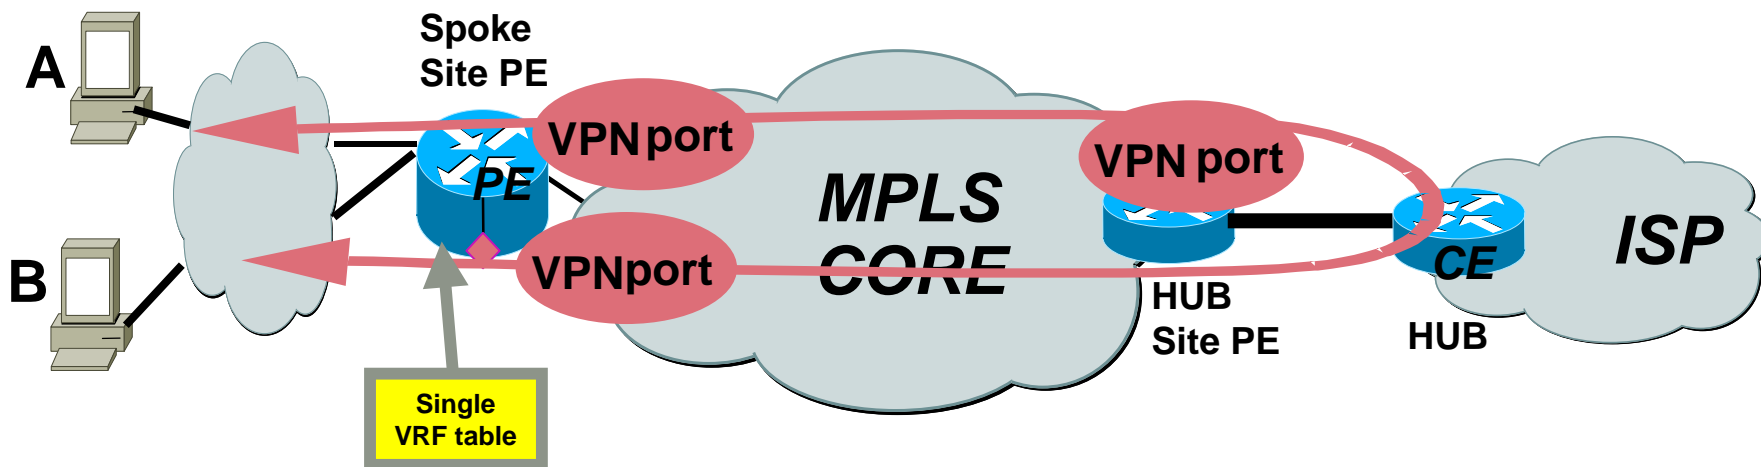 A
B
Spoke
Site PE
PE
VPN port
VPNport
Single
VRF table
MPLS
CORE
VPN port
HUB
Site PE
CE
HUB
ISP